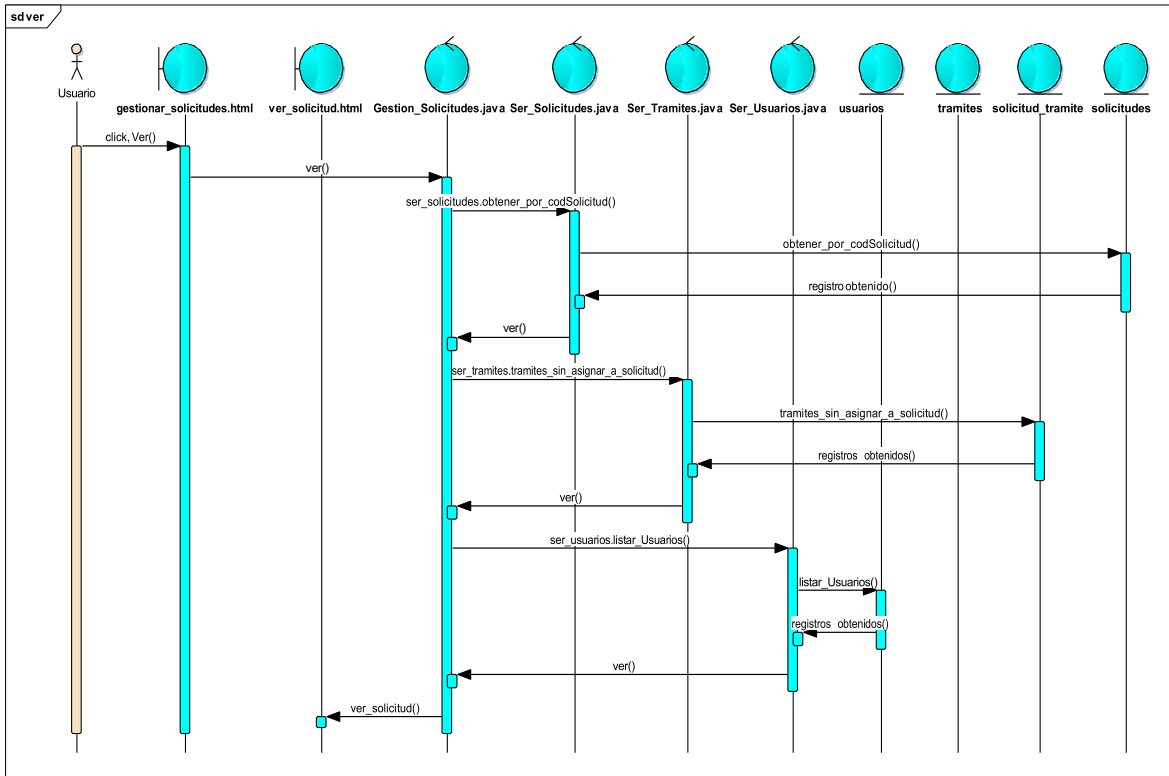 sd ver
Usuario
gestionar_solicitudes.html
ver_solicitud.html
Gestion_Solicitudes.java
Ser_Solicitudes.java
Ser_Tramites.java
Ser_Usuarios.java
usuarios
tramites
solicitud_tramite
solicitudes
click, Ver()
ver()
ser_solicitudes.obtener_por_codSolicitud()
obtener_por_codSolicitud()
registro obtenido()
ver()
ser_tramites.tramites_sin_asignar_a_solicitud()
tramites_sin_asignar_a_solicitud()
registros obtenidos()
ver()
ser_usuarios.listar_Usuarios()
listar_Usuarios()
registros obtenidos()
ver()
ver_solicitud()